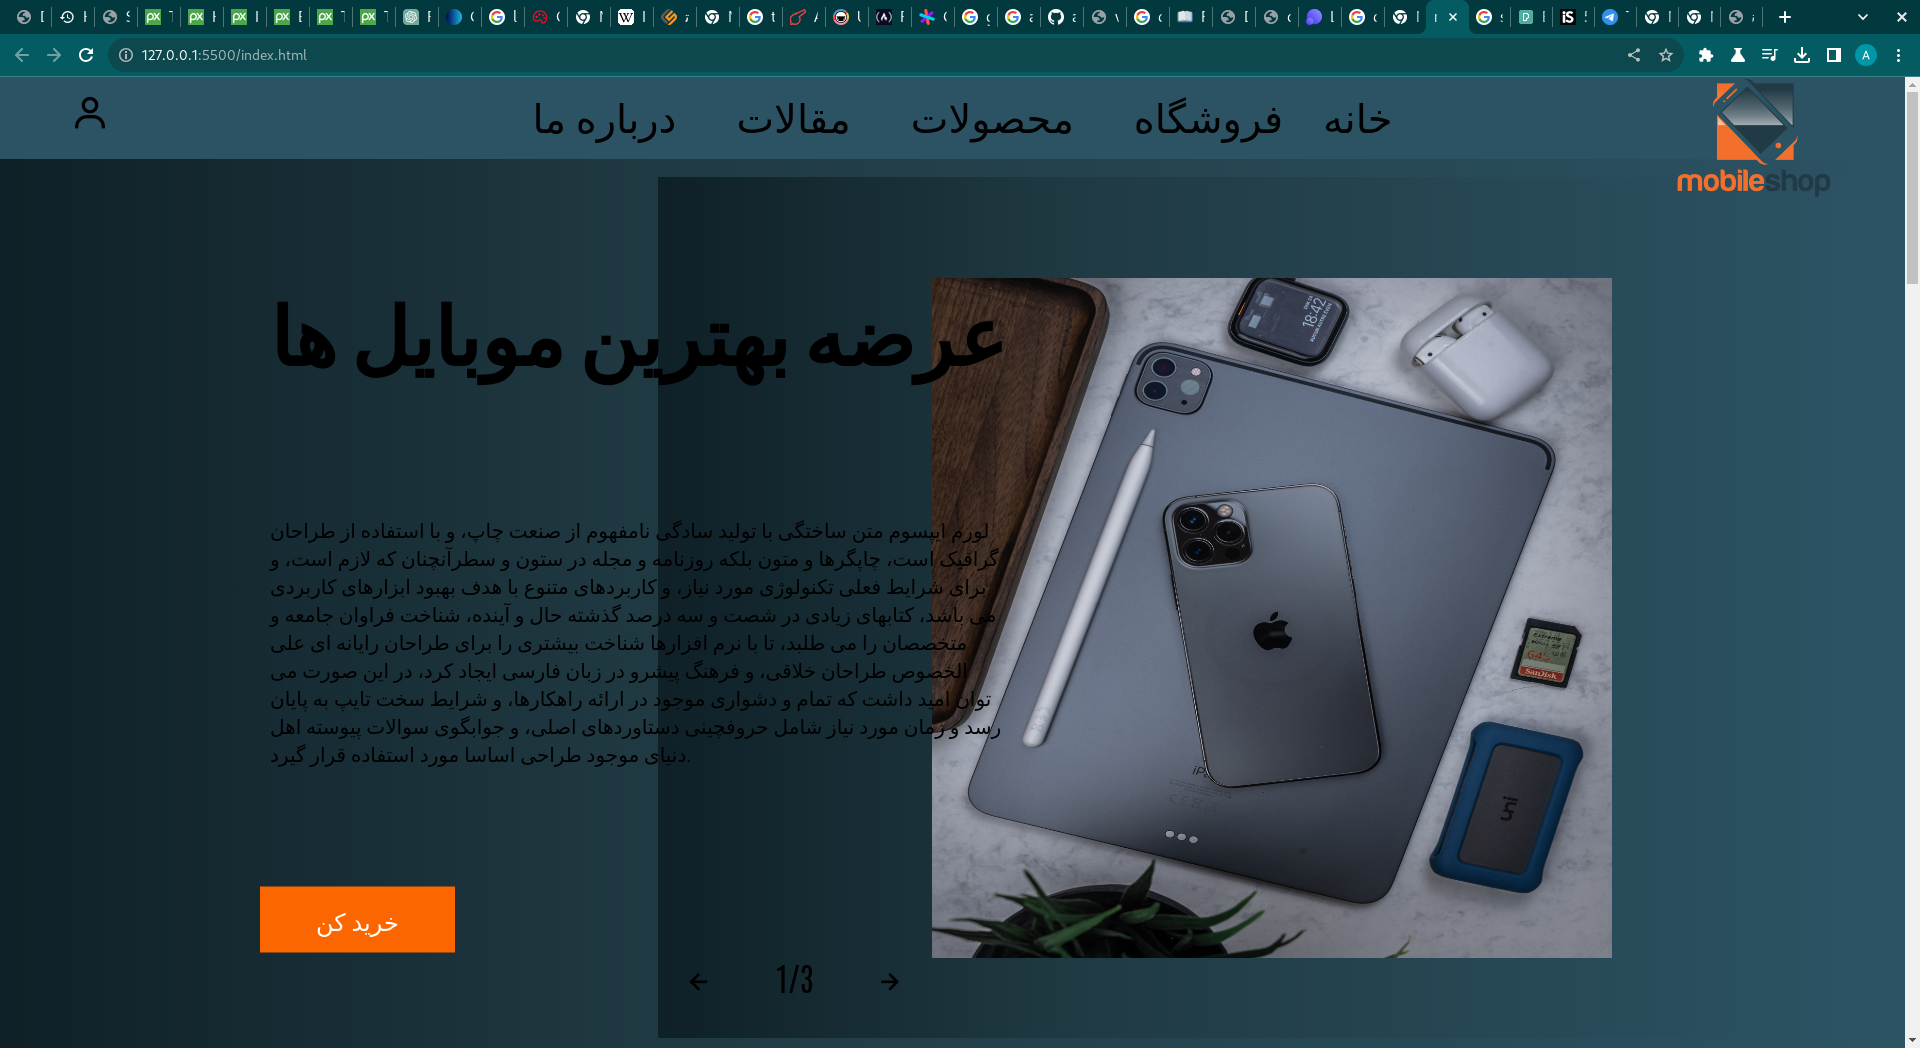 127.0.0.1:5500/index.html
خانه
فروشگاه
محصولات
مقالات
درباره ما
mobileshop
عرضه بهترین موبایل ها
لورم ایپسوم متن ساختگی با تولید سادگی نامفهوم از صنعت چاپ، و با استفاده از طراحان
گرافیک است، چاپگرها و متون بلکه روزنامه و مجله در ستون و سطرآنچنان که لازم است، و
برای شرایط فعلی تکنولوژی مورد نیاز، و کاربردهای متنوع با هدف بهبود ابزارهای کاربردی
می باشد، کتابهای زیادی در شصت و سه درصد گذشته حال و آینده، شناخت فراوان جامعه و
متخصصان را می طلبد، تا با نرم افزارها شناخت بیشتری را برای طراحان رایانه ای علی
الخصوص طراحان خلاقی، و فرهنگ پیشرو در زبان فارسی ایجاد کرد، در این صورت می
توان امید داشت که تمام و دشواری موجود در ارائه راهکارها، و شرایط سخت تایپ به پایان
رسد و زمان مورد نیاز شامل حروفچینی دستاوردهای اصلی، و جوابگوی سوالات پیوسته اهل
دنیای موجود طراحی اساسا مورد استفاده قرار گیرد.
18:42
Extreme
64
SanDisk
خرید کن
1/3